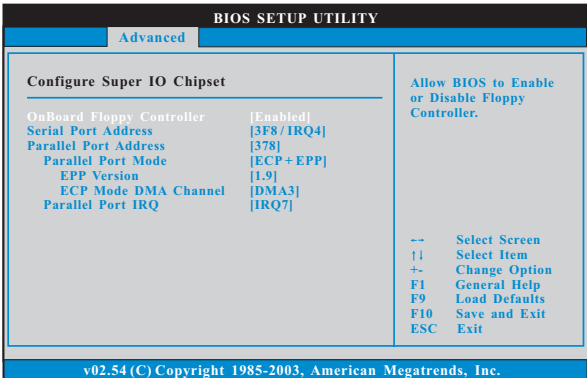 BIOS SETUP UTILITY
Advanced
Configure Super IO Chipset
OnBoard Floppy Controller [Enabled]
Serial Port Address [3F8 / IRQ4]
Parallel Port Address [378]
Parallel Port Mode [ECP + EPP]
EPP Version [1.9]
ECP Mode DMA Channel [DMA3]
Parallel Port IRQ [IRQ7]
Allow BIOS to Enable
or Disable Floppy
Controller.
←→ Select Screen
↑↓ Select Item
+- Change Option
F1 General Help
F9 Load Defaults
F10 Save and Exit
ESC Exit
v02.54 (C) Copyright 1985-2003, American Megatrends, Inc.